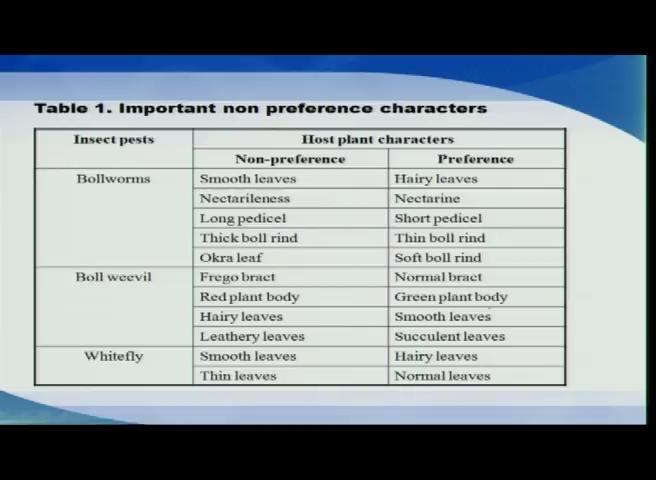 Table 1. Important non preference characters
Insect pests Host plant characters
Non-preference Preference
Bollworms Smooth leaves Hairy leaves
Nectarileness Nectarine
Long pedicel Short pedicel
Thick boll rind Thin boll rind
Okra leaf Soft boll rind
Boll weevil Frego bract Normal bract
Red plant body Green plant body
Hairy leaves Smooth leaves
Leathery leaves Succulent leaves
Whitefly Smooth leaves Hairy leaves
Thin leaves Normal leaves